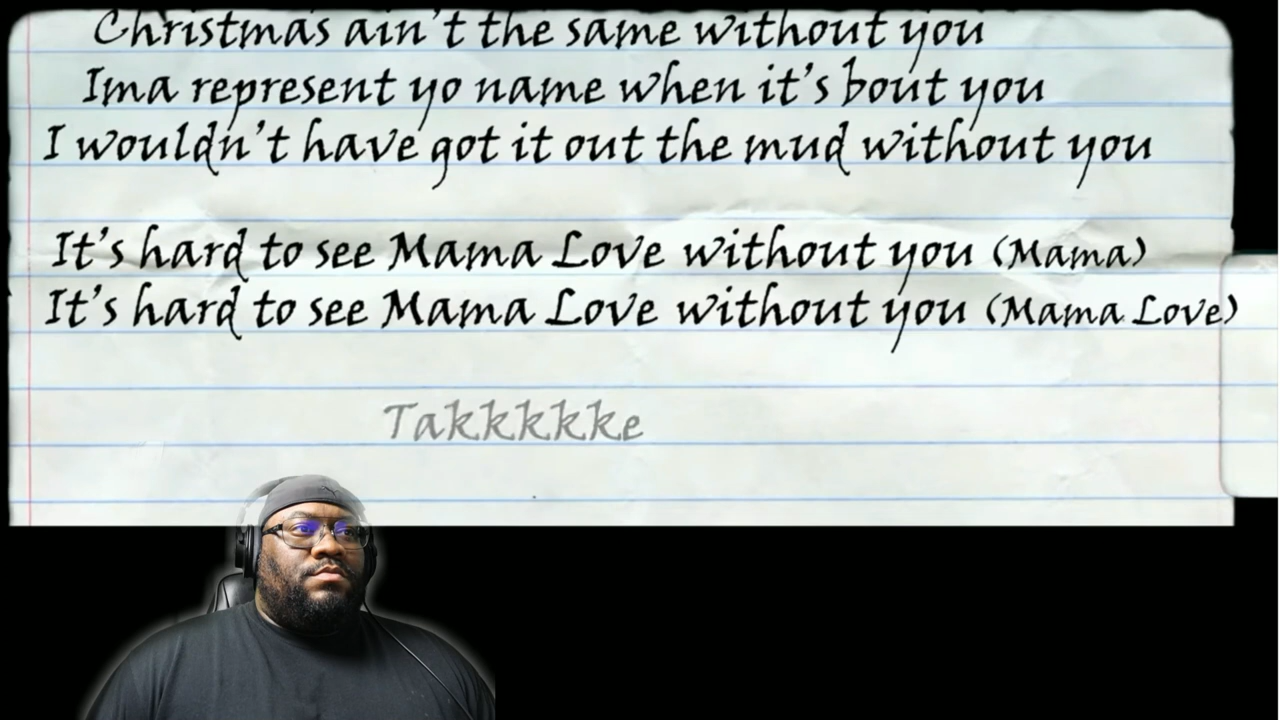 Christmas ain't the same without you
Ima represent yo name when it's bout you
I wouldn't have got it out the mud without you
It's hard to see Mama Love without you (Mama)
It's hard to see Mama Love without you (Mama Love)
Takkkkke